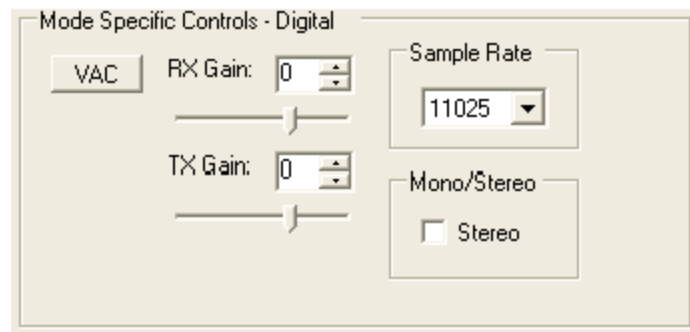 Mode Specific Controls - Digital
VAC
RX Gain: 0
TX Gain: 0
Sample Rate
11025
Mono/Stereo
Stereo